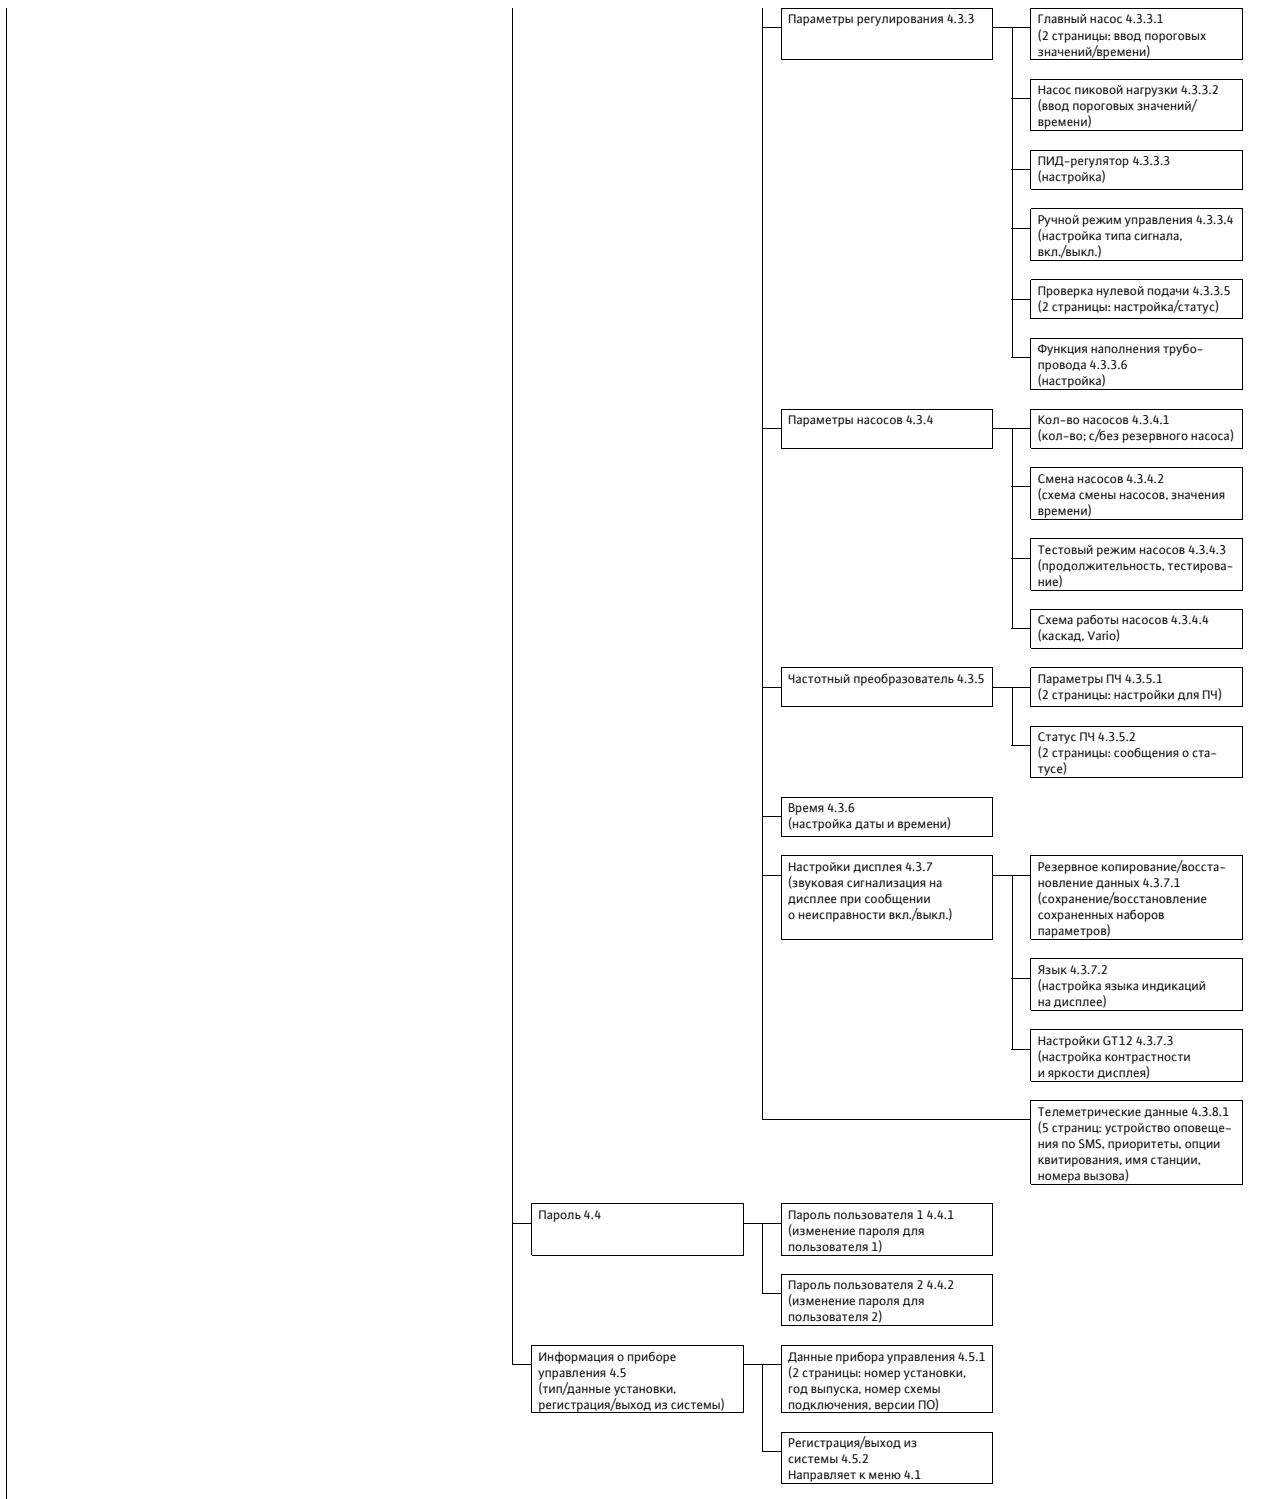 Параметры регулирования 4.3.3
Главный насос 4.3.3.1
(2 страницы: ввод пороговых
значений/времени)
Насос пиковой нагрузки 4.3.3.2
(ввод пороговых значений/
времени)
ПИД-регулятор 4.3.3.3
(настройка)
Ручной режим управления 4.3.3.4
(настройка типа сигнала,
вкл./выкл.)
Проверка нулевой подачи 4.3.3.5
(2 страницы: настройка/статус)
Функция наполнения трубо-
провода 4.3.3.6
(настройка)
Параметры насосов 4.3.4
Кол-во насосов 4.3.4.1
(кол-во; с/без резервного насоса)
Смена насосов 4.3.4.2
(схема смены насосов, значения
времени)
Тестовый режим насосов 4.3.4.3
(продолжительность, тестирова-
ние)
Схема работы насосов 4.3.4.4
(каскад, Vario)
Частотный преобразователь 4.3.5
Параметры ПЧ 4.3.5.1
(2 страницы: настройки для ПЧ)
Статус ПЧ 4.3.5.2
(2 страницы: сообщения о ста-
тусе)
Время 4.3.6
(настройка даты и времени)
Настройки дисплея 4.3.7
(звуковая сигнализация на
дисплее при сообщении
о неисправности вкл./выкл.)
Резервное копирование/восста-
новление данных 4.3.7.1
(сохранение/восстановление
сохраненных наборов
параметров)
Язык 4.3.7.2
(настройка языка индикаций
на дисплее)
Настройки GT12 4.3.7.3
(настройка контрастности
и яркости дисплея)
Телеметрические данные 4.3.8.1
(5 страниц: устройство оповеще-
ния по SMS, приоритеты, опции
квитирования, имя станции,
номера вызова)
Пароль 4.4
Пароль пользователя 1 4.4.1
(изменение пароля для
пользователя 1)
Пароль пользователя 2 4.4.2
(изменение пароля для
пользователя 2)
Информация о приборе
управления 4.5
(тип/данные установки,
регистрация/выход из системы)
Данные прибора управления 4.5.1
(2 страницы: номер установки,
год выпуска, номер схемы
подключения, версии ПО)
Регистрация/выход из
системы 4.5.2
Направляет к меню 4.1